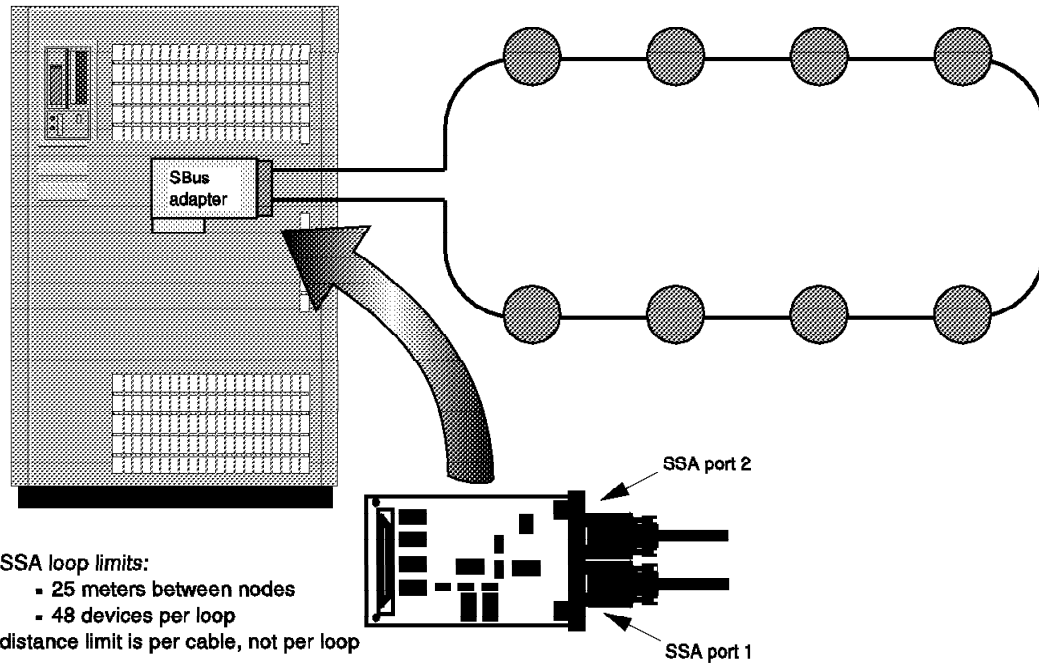 SBus
adapter
SSA port 2
SSA loop limits:
- 25 meters between nodes
- 48 devices per loop
distance limit is per cable, not per loop
SSA port 1